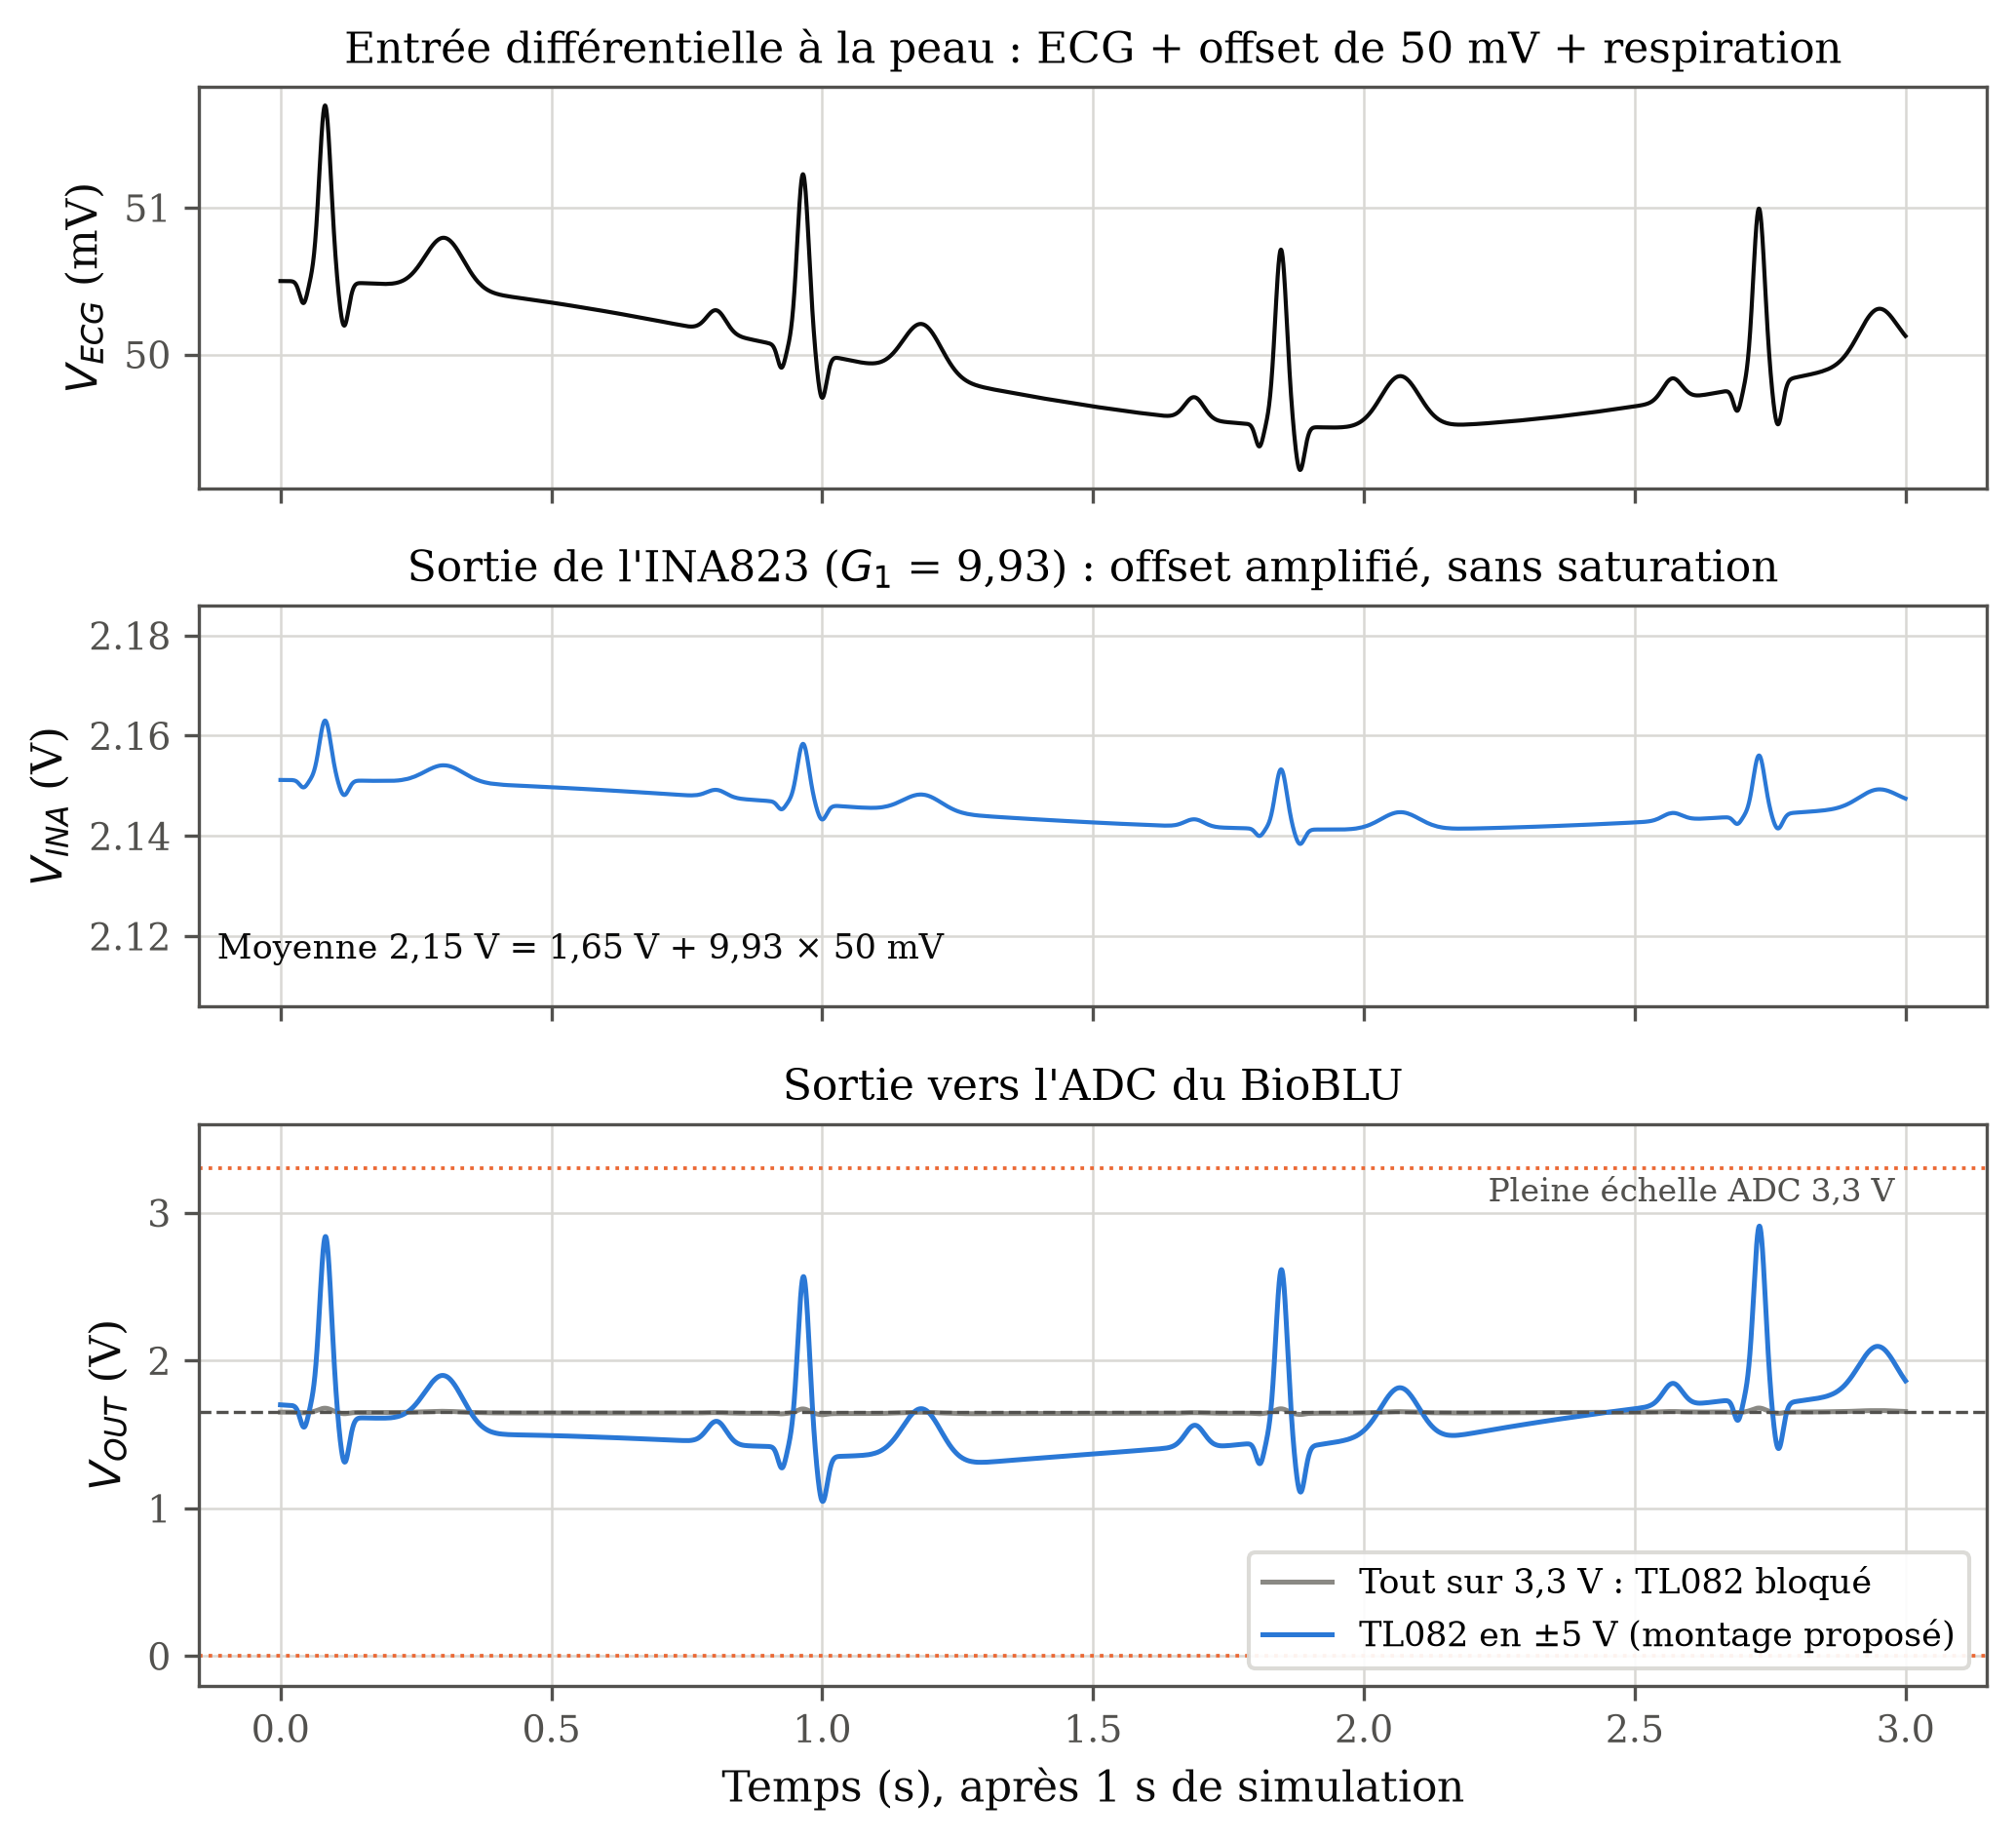 Entrée différentielle à la peau : ECG + offset de 50 mV + respiration
V_ECG (mV)
51
50
Sortie de l'INA823 (G₁ = 9,93) : offset amplifié, sans saturation
V_INA (V)
2.18
2.16
2.14
2.12
Moyenne 2,15 V = 1,65 V + 9,93 × 50 mV
Sortie vers l'ADC du BioBLU
V_OUT (V)
3
2
1
0
Pleine échelle ADC 3,3 V
Tout sur 3,3 V : TL082 bloqué
TL082 en ±5 V (montage proposé)
0.0 0.5 1.0 1.5 2.0 2.5 3.0
Temps (s), après 1 s de simulation